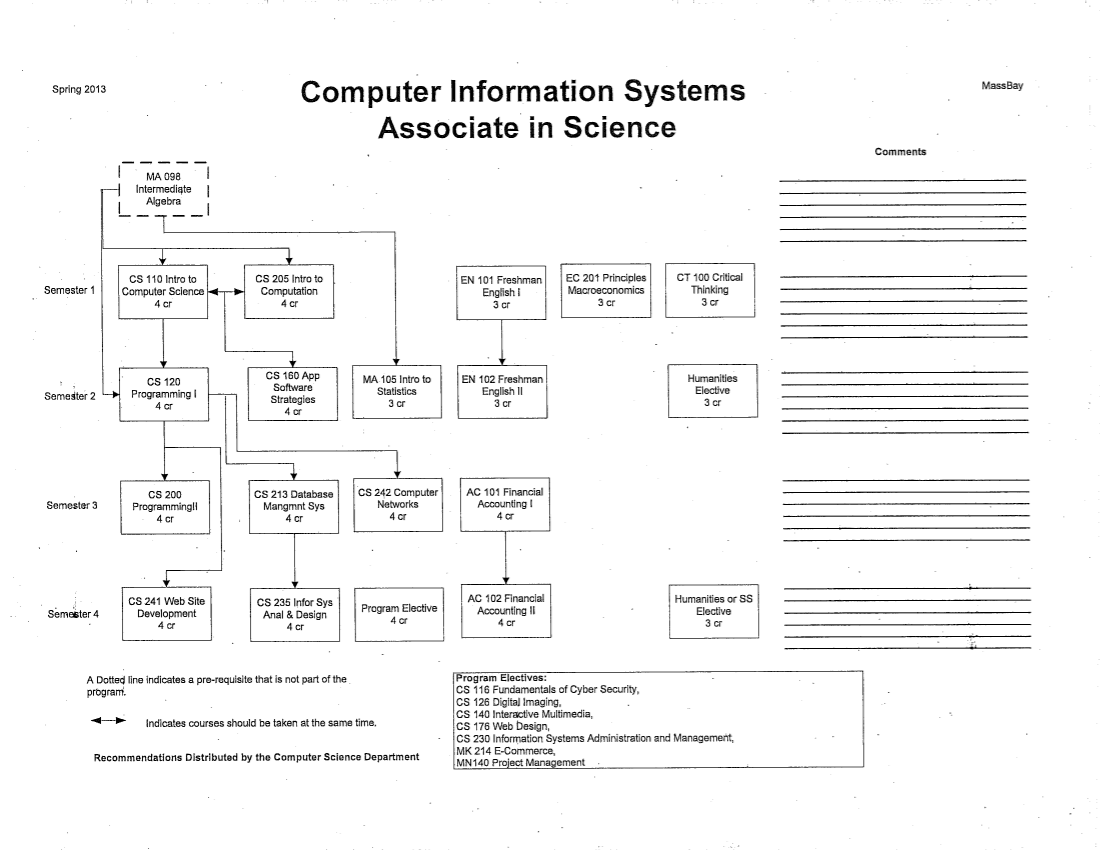 Spring 2013
Computer Information Systems
Associate in Science
MassBay
Comments
MA 098
Intermediate
Algebra
Semester 1
CS 110 Intro to
Computer Science
4 cr
CS 205 Intro to
Computation
4 cr
EN 101 Freshman
English I
3 cr
EC 201 Principles
Macroeconomics
3 cr
CT 100 Critical
Thinking
3 cr
Semester 2
CS 120
Programming I
4 cr
CS 160 App
Software
Strategies
4 cr
MA 105 Intro to
Statistics
3 cr
EN 102 Freshman
English II
3 cr
Humanities
Elective
3 cr
Semester 3
CS 200
ProgrammingII
4 cr
CS 213 Database
Mangmnt Sys
4 cr
CS 242 Computer
Networks
4 cr
AC 101 Financial
Accounting I
4 cr
Semester 4
CS 241 Web Site
Development
4 cr
CS 235 Infor Sys
Anal & Design
4 cr
Program Elective
4 cr
AC 102 Financial
Accounting II
4 cr
Humanities or SS
Elective
3 cr
A Dotted line indicates a pre-requisite that is not part of the
program.
Indicates courses should be taken at the same time.
Recommendations Distributed by the Computer Science Department
Program Electives:
CS 116 Fundamentals of Cyber Security,
CS 126 Digital Imaging,
CS 140 Interactive Multimedia,
CS 176 Web Design,
CS 230 Information Systems Administration and Management,
MK 214 E-Commerce,
MN140 Project Management